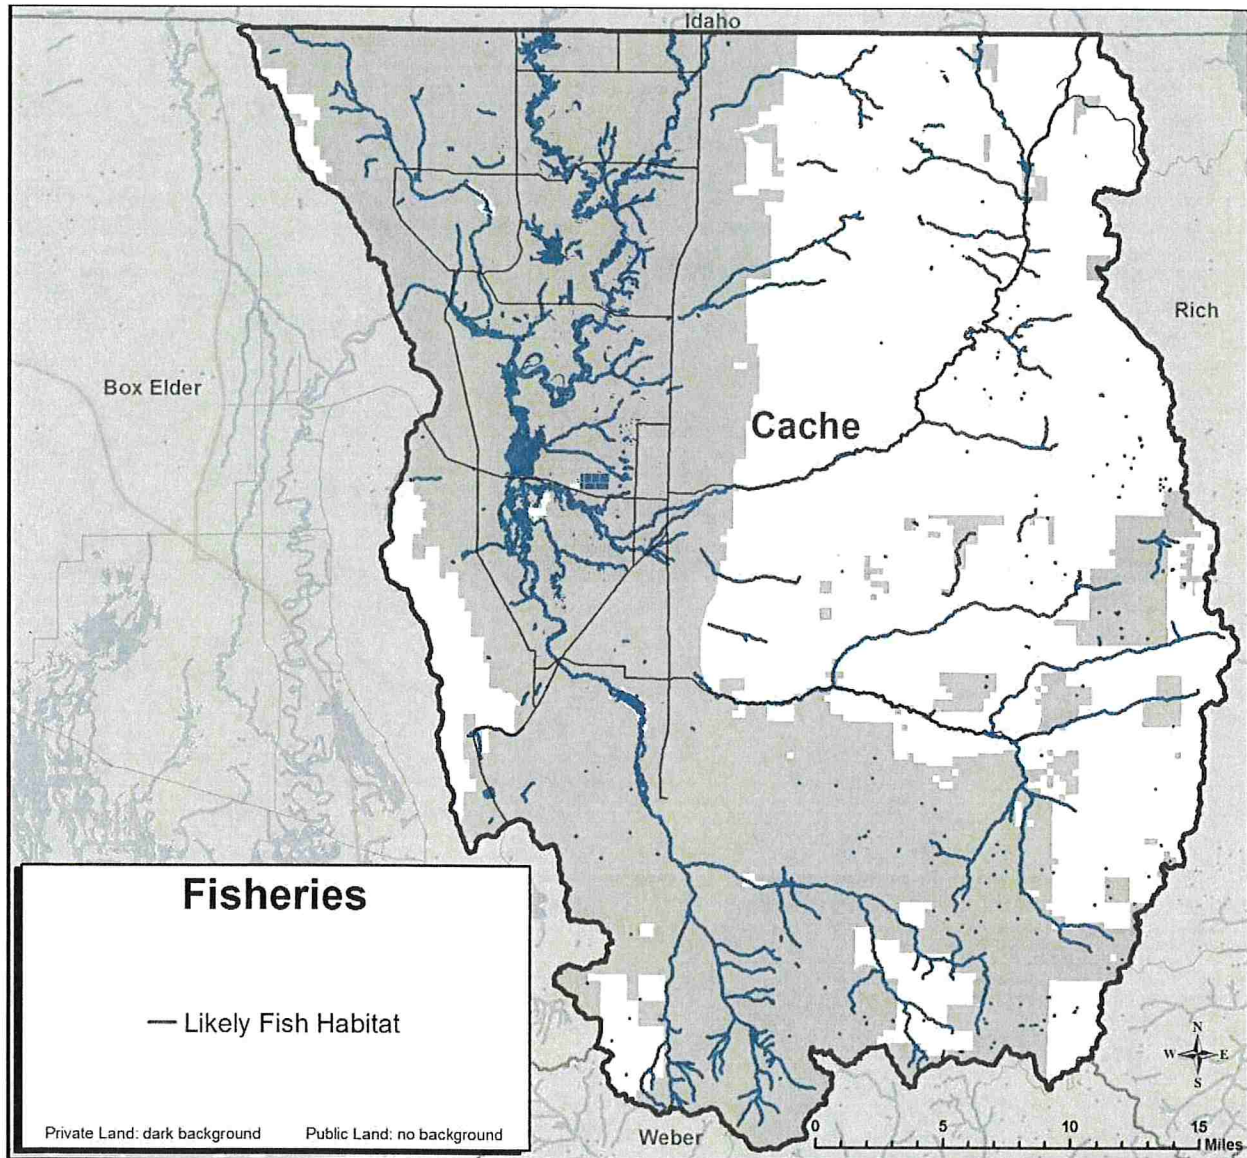 Idaho
Rich
Box Elder
Cache
Fisheries
Likely Fish Habitat
Private Land: dark background Public Land: no background
Weber
N
W E
S
0 5 10 15
Miles